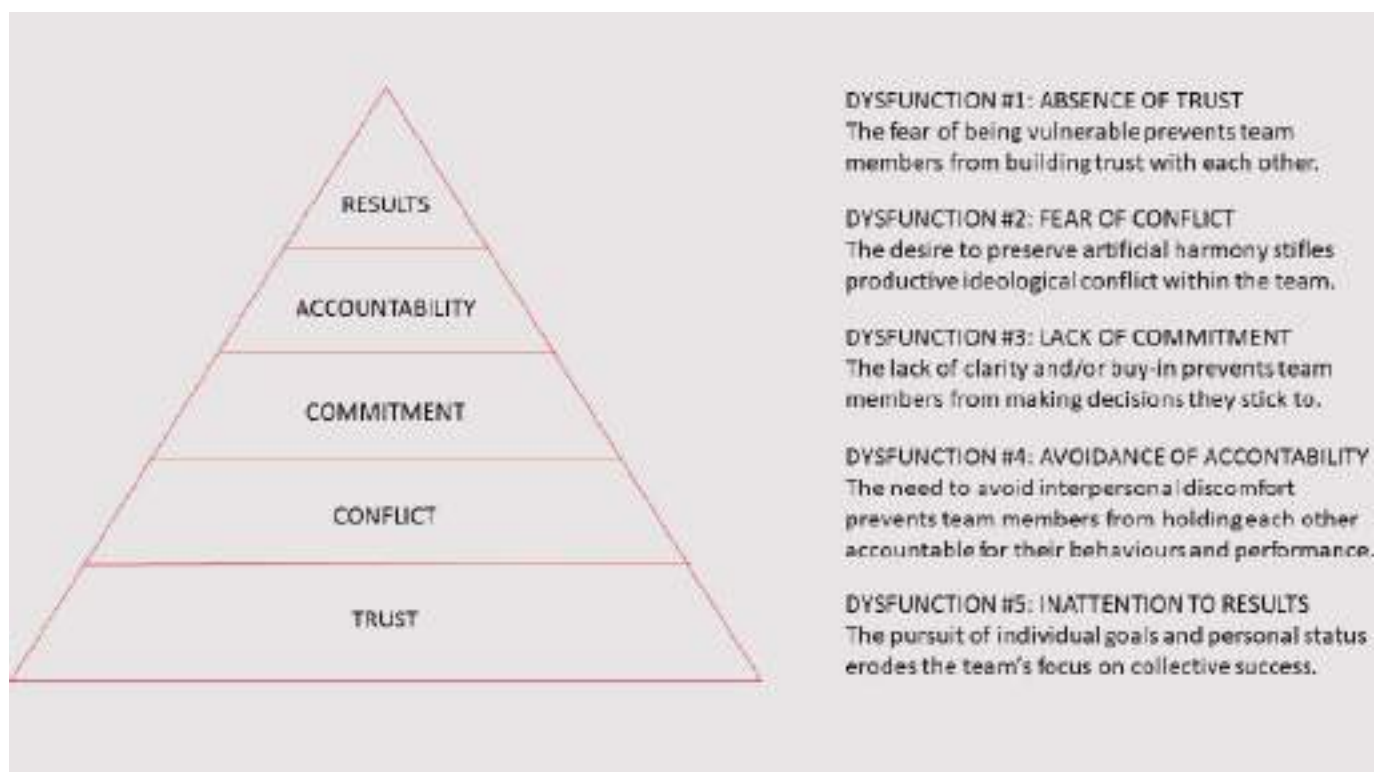 RESULTS
ACCOUNTABILITY
COMMITMENT
CONFLICT
TRUST
DYSFUNCTION #1: ABSENCE OF TRUST
The fear of being vulnerable prevents team
members from building trust with each other.
DYSFUNCTION #2: FEAR OF CONFLICT
The desire to preserve artificial harmony stifles
productive ideological conflict within the team.
DYSFUNCTION #3: LACK OF COMMITMENT
The lack of clarity and/or buy-in prevents team
members from making decisions they stick to.
DYSFUNCTION #4: AVOIDANCE OF ACCONTABILITY
The need to avoid interpersonal discomfort
prevents team members from holding each other
accountable for their behaviours and performance.
DYSFUNCTION #5: INATTENTION TO RESULTS
The pursuit of individual goals and personal status
erodes the team's focus on collective success.